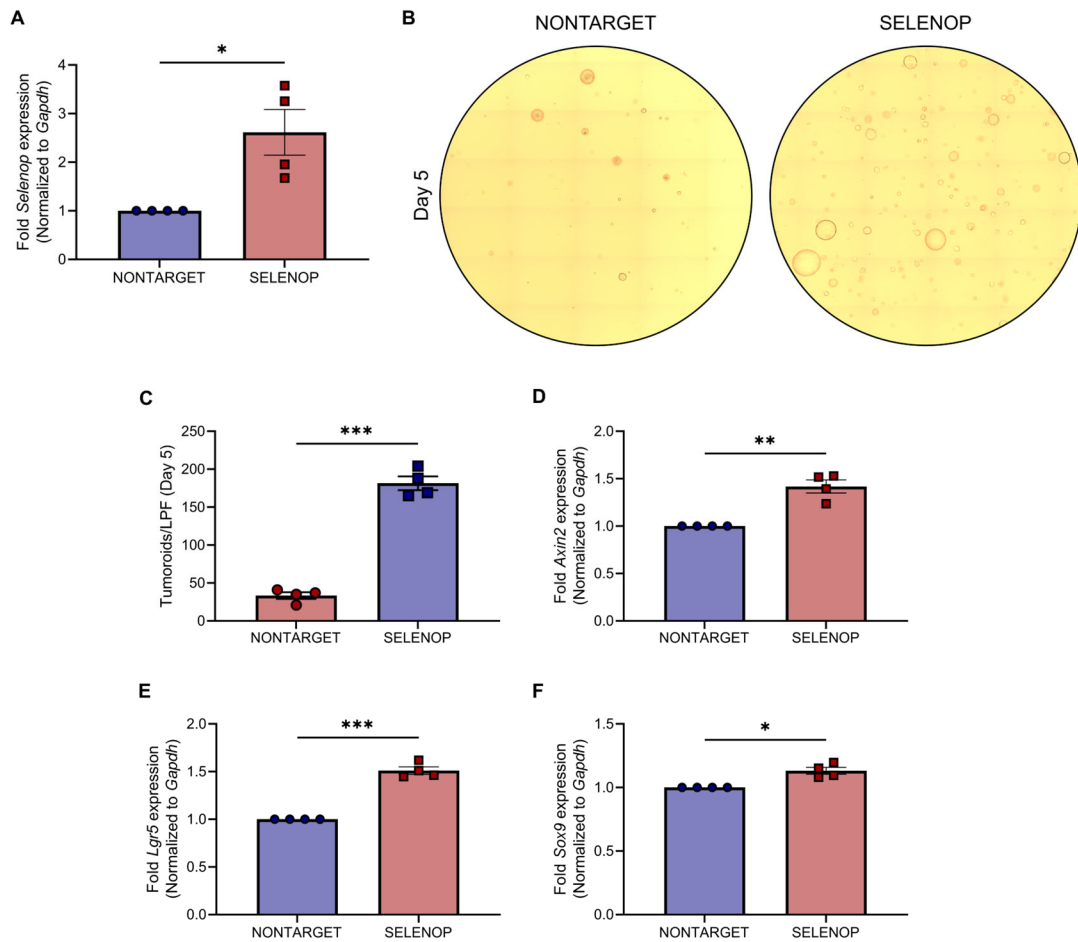 A
Fold Selenop expression
(Normalized to Gapdh)
4
3
2
1
0
*
NONTARGET
SELENOP
B
NONTARGET
SELENOP
Day 5
C
Tumoroids/LPF (Day 5)
250
200
150
100
50
0
***
NONTARGET
SELENOP
D
Fold Axin2 expression
(Normalized to Gapdh)
2.0
1.5
1.0
0.5
0.0
**
NONTARGET
SELENOP
E
Fold Lgr5 expression
(Normalized to Gapdh)
2.0
1.5
1.0
0.5
0.0
***
NONTARGET
SELENOP
F
Fold Sox9 expression
(Normalized to Gapdh)
1.5
1.0
0.5
0.0
*
NONTARGET
SELENOP